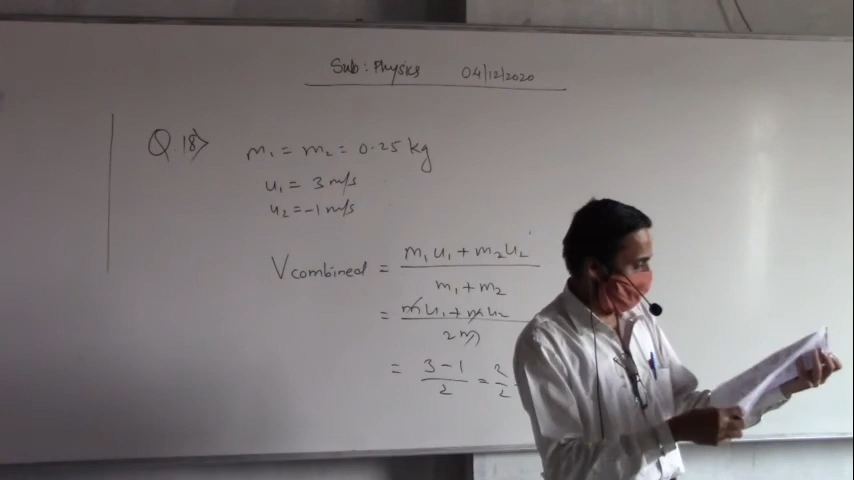 Sub: Physics 04/12/2020
Q.18>
m₁ = m₂ = 0.25 kg
u₁ = 3 m/s
u₂ = -1 m/s
Vcombined = (m₁u₁ + m₂u₂) / (m₁ + m₂)
= (mu₁ + mu₂) / 2m
= (3 - 1) / 2 = 2/2